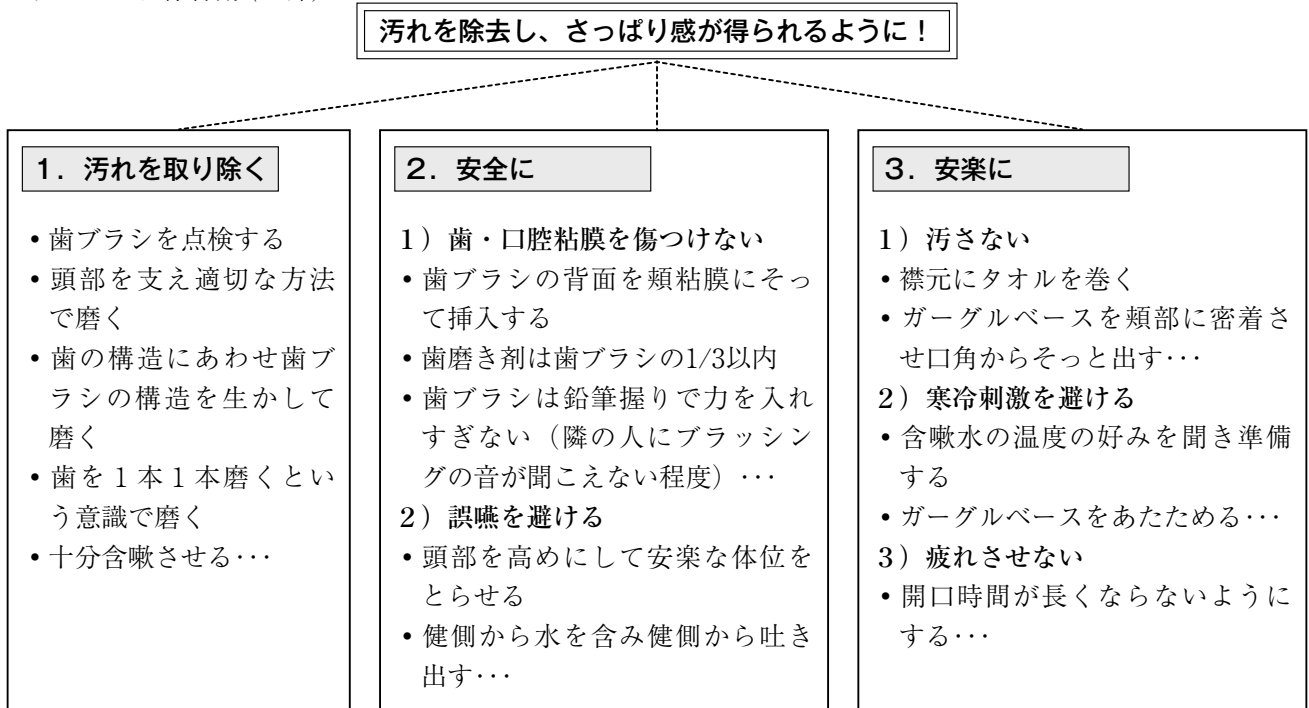 汚れを除去し、さっぱり感が得られるように！
1．汚れを取り除く
•歯ブラシを点検する
•頭部を支え適切な方法
で磨く
•歯の構造にあわせ歯ブ
ラシの構造を生かして
磨く
•歯を1本1本磨くとい
う意識で磨く
•十分含嗽させる･･･
2．安全に
1）歯・口腔粘膜を傷つけない
•歯ブラシの背面を頬粘膜にそっ
て挿入する
•歯磨き剤は歯ブラシの1/3以内
•歯ブラシは鉛筆握りで力を入れ
すぎない（隣の人にブラッシン
グの音が聞こえない程度）･･･
2）誤嚥を避ける
•頭部を高めにして安楽な体位を
とらせる
•健側から水を含み健側から吐き
出す･･･
3．安楽に
1）汚さない
•襟元にタオルを巻く
•ガーグルベースを頬部に密着さ
せ口角からそっと出す･･･
2）寒冷刺激を避ける
•含嗽水の温度の好みを聞き準備
する
•ガーグルベースをあたためる･･･
3）疲れさせない
•開口時間が長くならないように
する･･･